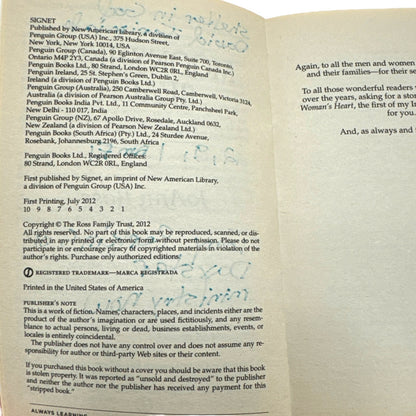 SIGNET
Published by New American Library, a division of
Penguin Group (USA) Inc., 375 Hudson Street,
New York, New York 10014, USA
Penguin Group (Canada), 90 Eglinton Avenue East, Suite 700, Toronto,
Ontario M4P 2Y3, Canada (a division of Pearson Penguin Canada Inc.)
Penguin Books Ltd., 80 Strand, London WC2R 0RL, England
Penguin Ireland, 25 St. Stephen's Green, Dublin 2,
Ireland (a division of Penguin Books Ltd.)
Penguin Group (Australia), 250 Camberwell Road, Camberwell, Victoria 3124,
Australia (a division of Pearson Australia Group Pty. Ltd.)
Penguin Books India Pvt. Ltd., 11 Community Centre, Panchsheel Park,
New Delhi - 110 017, India
Penguin Group (NZ), 67 Apollo Drive, Rosedale, Auckland 0632,
New Zealand (a division of Pearson New Zealand Ltd.)
Penguin Books (South Africa) (Pty.) Ltd., 24 Sturdee Avenue,
Rosebank, Johannesburg 2196, South Africa
Penguin Books Ltd., Registered Offices:
80 Strand, London WC2R 0RL, England
First published by Signet, an imprint of New American Library,
a division of Penguin Group (USA) Inc.
First Printing, July 2012
10 9 8 7 6 5 4 3 2 1
Copyright © The Ross Family Trust, 2012
All rights reserved. No part of this book may be reproduced, scanned, or dis-
tributed in any printed or electronic form without permission. Please do not
participate in or encourage piracy of copyrighted materials in violation of the
author's rights. Purchase only authorized editions.
REGISTERED TRADEMARK—MARCA REGISTRADA
Printed in the United States of America
PUBLISHER'S NOTE
This is a work of fiction. Names, characters, places, and incidents either are the
product of the author's imagination or are used fictitiously, and any resem-
blance to actual persons, living or dead, business establishments, events, or
locales is entirely coincidental.
The publisher does not have any control over and does not assume any re-
sponsibility for author or third-party Web sites or their content.
If you purchased this book without a cover you should be aware that this book
is stolen property. It was reported as "unsold and destroyed" to the publisher
and neither the author nor the publisher has received any payment for this
"stripped book."
ALWAYS LEARNING
Again, to all the men and women
and their families—for their s
To all those wonderful readers
over the years, asking for a sto
Woman's Heart, the first of my
for you.
And, as always and